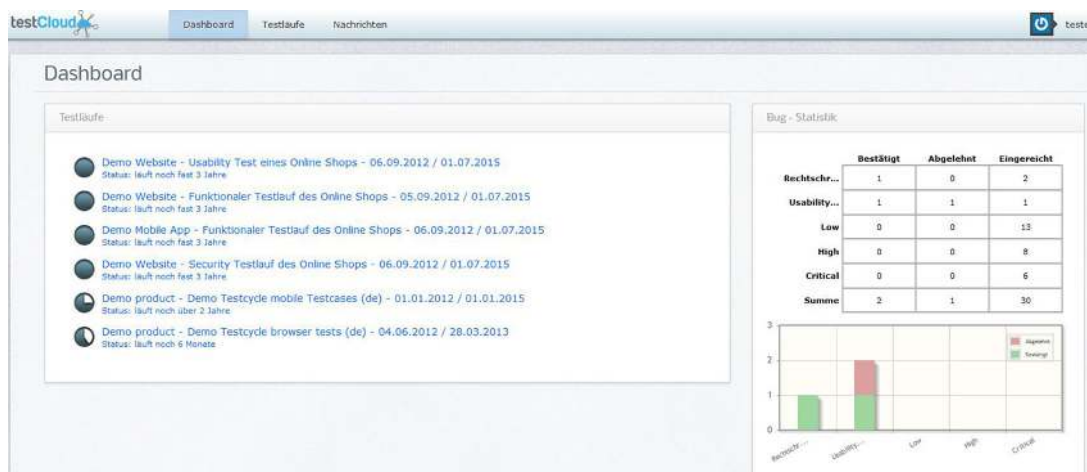 testCloud
Dashboard Testläufe Nachrichten
Dashboard
Testläufe
Demo Website - Usability Test eines Online Shops - 06.09.2012 / 01.07.2015
Status: läuft noch fast 3 Jahre
Demo Website - Funktionaler Testlauf des Online Shops - 05.09.2012 / 01.07.2015
Status: läuft noch fast 3 Jahre
Demo Mobile App - Funktionaler Testlauf des Online Shops - 06.09.2012 / 01.07.2015
Status: läuft noch fast 3 Jahre
Demo Website - Security Testlauf des Online Shops - 06.09.2012 / 01.07.2015
Status: läuft noch fast 3 Jahre
Demo product - Demo Testcycle mobile Testcases (de) - 01.01.2012 / 01.01.2015
Status: läuft noch über 2 Jahre
Demo product - Demo Testcycle browser tests (de) - 04.06.2012 / 28.03.2013
Status: läuft noch 6 Monate
Bug - Statistik
Bestätigt Abgelehnt Eingereicht
Rechtschr... 1 0 2
Usability... 1 1 1
Low 0 0 13
High 0 0 8
Critical 0 0 6
Summe 2 1 30
3
Abgelehnt
Bestätigt
2
1
0
Rechtschr... Usability... Low High Critical